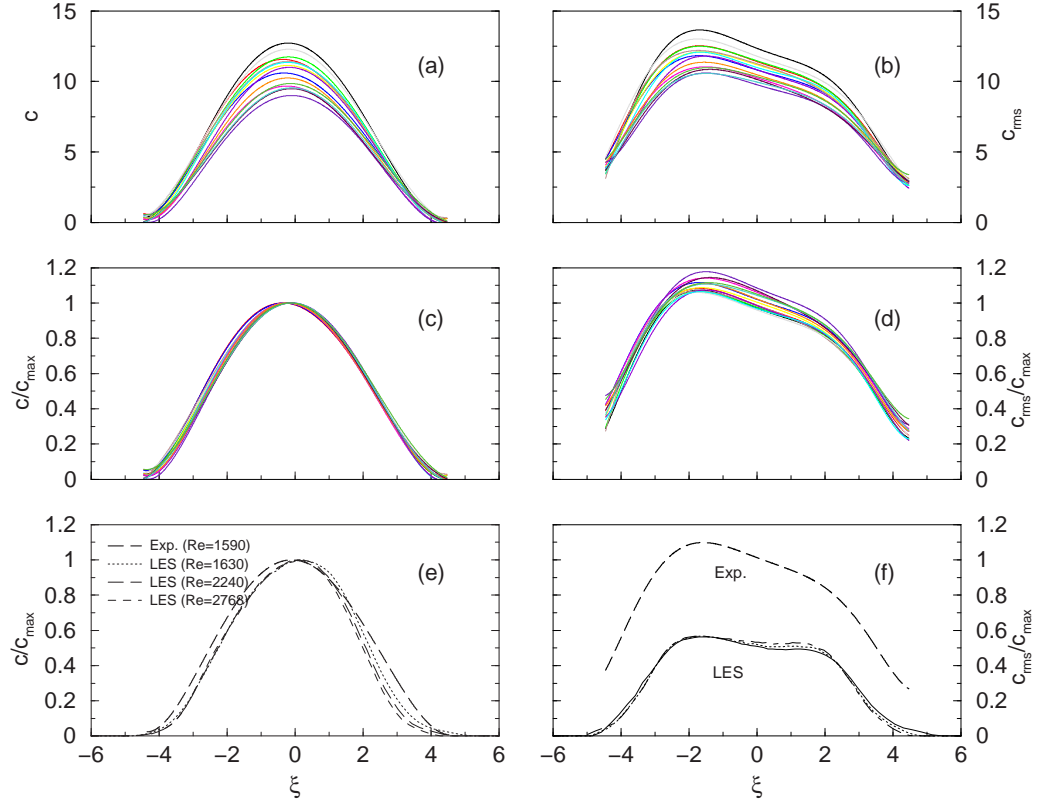 15
10
5
0
c
(a)
15
10
5
0
c_rms
(b)
1.2
1
0.8
0.6
0.4
0.2
0
c/c_max
(c)
1.2
1
0.8
0.6
0.4
0.2
0
c_rms/c_max
(d)
1.2
1
0.8
0.6
0.4
0.2
0
c/c_max
Exp. (Re=1590)
LES (Re=1630)
LES (Re=2240)
LES (Re=2768)
(e)
−6 −4 −2 0 2 4 6
ξ
1.2
1
0.8
0.6
0.4
0.2
0
c_rms/c_max
Exp.
LES
(f)
−6 −4 −2 0 2 4 6
ξ